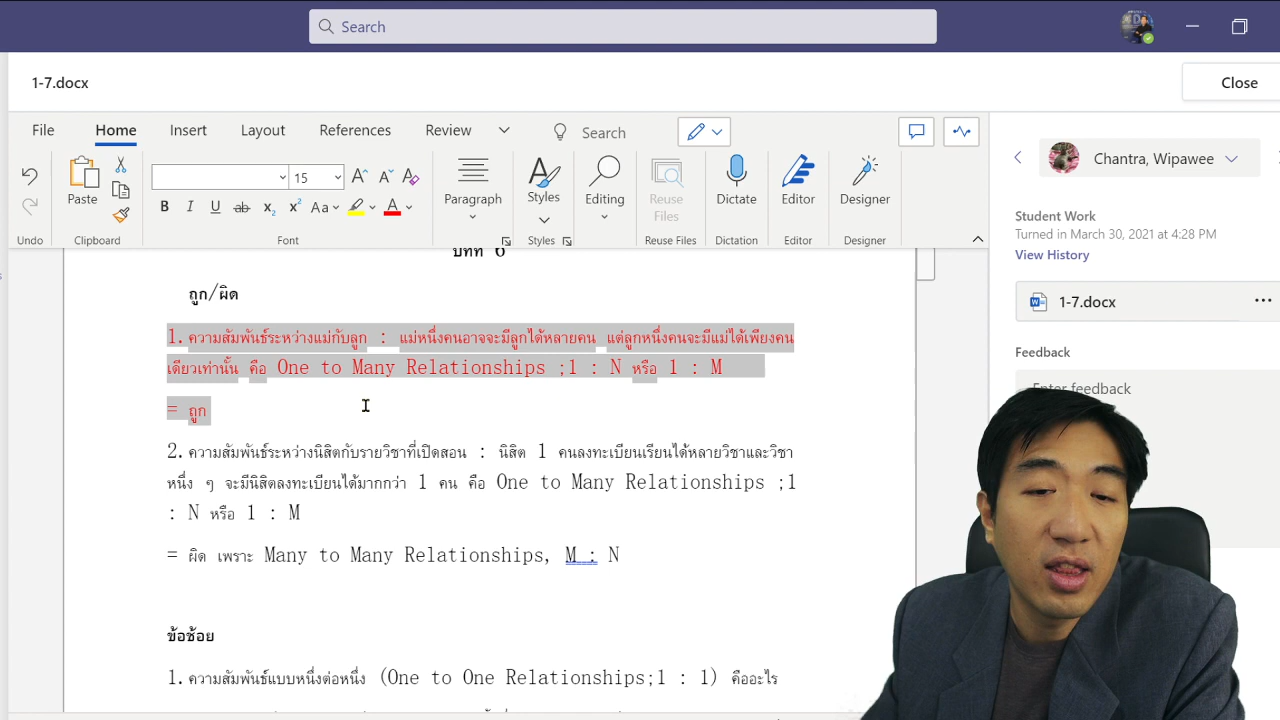 Search
1-7.docx
Close
File Home Insert Layout References Review Search
15
Paste
B I U ab x₂ x² Aa A
Paragraph
Styles
Editing
Reuse Files
Dictate
Editor
Designer
Undo Clipboard Font Styles Reuse Files Dictation Editor Designer
Chantra, Wipawee
Student Work
Turned in March 30, 2021 at 4:28 PM
View History
1-7.docx
Feedback
Enter feedback
บทที่ 6
ถูก/ผิด
1.ความสัมพันธ์ระหว่างแม่กับลูก : แม่หนึ่งคนอาจจะมีลูกได้หลายคน แต่ลูกหนึ่งคนจะมีแม่ได้เพียงคน
เดียวเท่านั้น คือ One to Many Relationships ;1 : N หรือ 1 : M
= ถูก
2.ความสัมพันธ์ระหว่างนิสิตกับรายวิชาที่เปิดสอน : นิสิต 1 คนลงทะเบียนเรียนได้หลายวิชาและวิชา
หนึ่ง ๆ จะมีนิสิตลงทะเบียนได้มากกว่า 1 คน คือ One to Many Relationships ;1
: N หรือ 1 : M
= ผิด เพราะ Many to Many Relationships, M : N
ข้อช้อย
1.ความสัมพันธ์แบบหนึ่งต่อหนึ่ง (One to One Relationships;1 : 1) คืออะไร